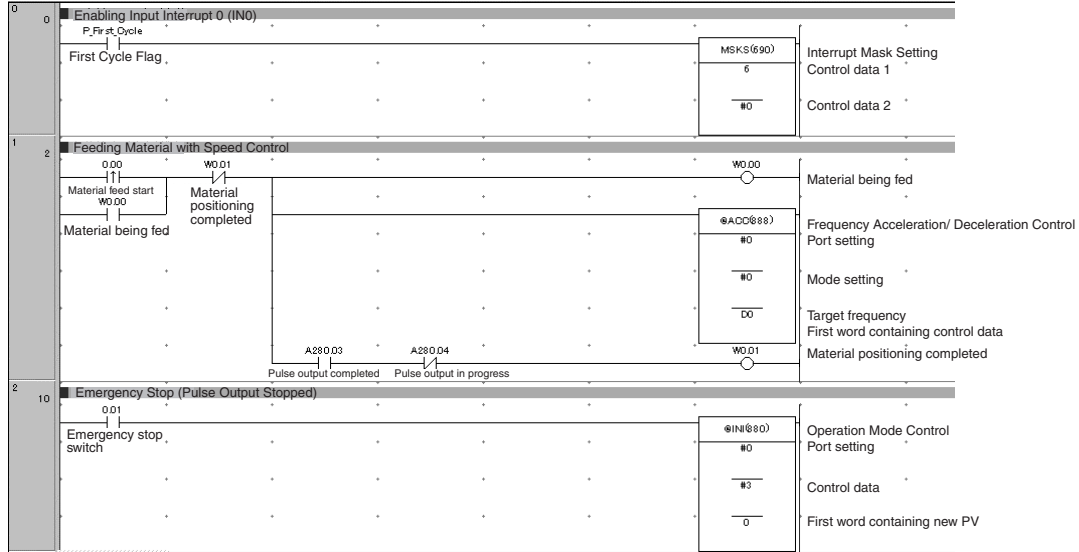 0
0
Enabling Input Interrupt 0 (IN0)
P_First_Cycle
First Cycle Flag
MSKS(690)
Interrupt Mask Setting
6
Control data 1
#0
Control data 2
1
2
Feeding Material with Speed Control
0.00
W0.01
W0.00
Material feed start
Material positioning completed
Material being fed
W0.00
Material being fed
@ACC(888)
Frequency Acceleration/ Deceleration Control
#0
Port setting
#0
Mode setting
D0
Target frequency
First word containing control data
A280.03
A280.04
W0.01
Material positioning completed
Pulse output completed
Pulse output in progress
2
10
Emergency Stop (Pulse Output Stopped)
0.01
Emergency stop
switch
@INI(880)
Operation Mode Control
#0
Port setting
#3
Control data
0
First word containing new PV